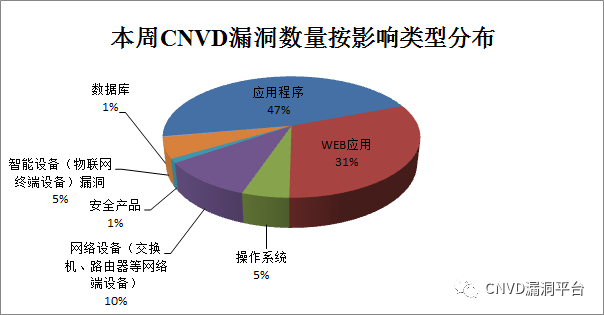 本周CNVD漏洞数量按影响类型分布
数据库
1%
应用程序
47%
WEB应用
31%
智能设备（物联网
终端设备）漏洞
5%
安全产品
1%
网络设备（交换
机、路由器等网络
端设备）
10%
操作系统
5%
CNVD漏洞平台